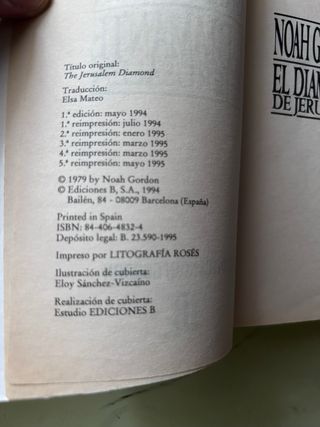 Título original:
The Jerusalem Diamond
Traducción:
Elsa Mateo
1.ª edición: mayo 1994
1.ª reimpresión: julio 1994
2.ª reimpresión: enero 1995
3.ª reimpresión: marzo 1995
4.ª reimpresión: marzo 1995
5.ª reimpresión: mayo 1995
© 1979 by Noah Gordon
© Ediciones B, S.A., 1994
Bailén, 84 - 08009 Barcelona (España)
Printed in Spain
ISBN: 84-406-4832-4
Depósito legal: B. 23.590-1995
Impreso por LITOGRAFÍA ROSÉS
Ilustración de cubierta:
Eloy Sánchez-Vizcaíno
Realización de cubierta:
Estudio EDICIONES B
NOAH G
EL DIAM
DE JERU